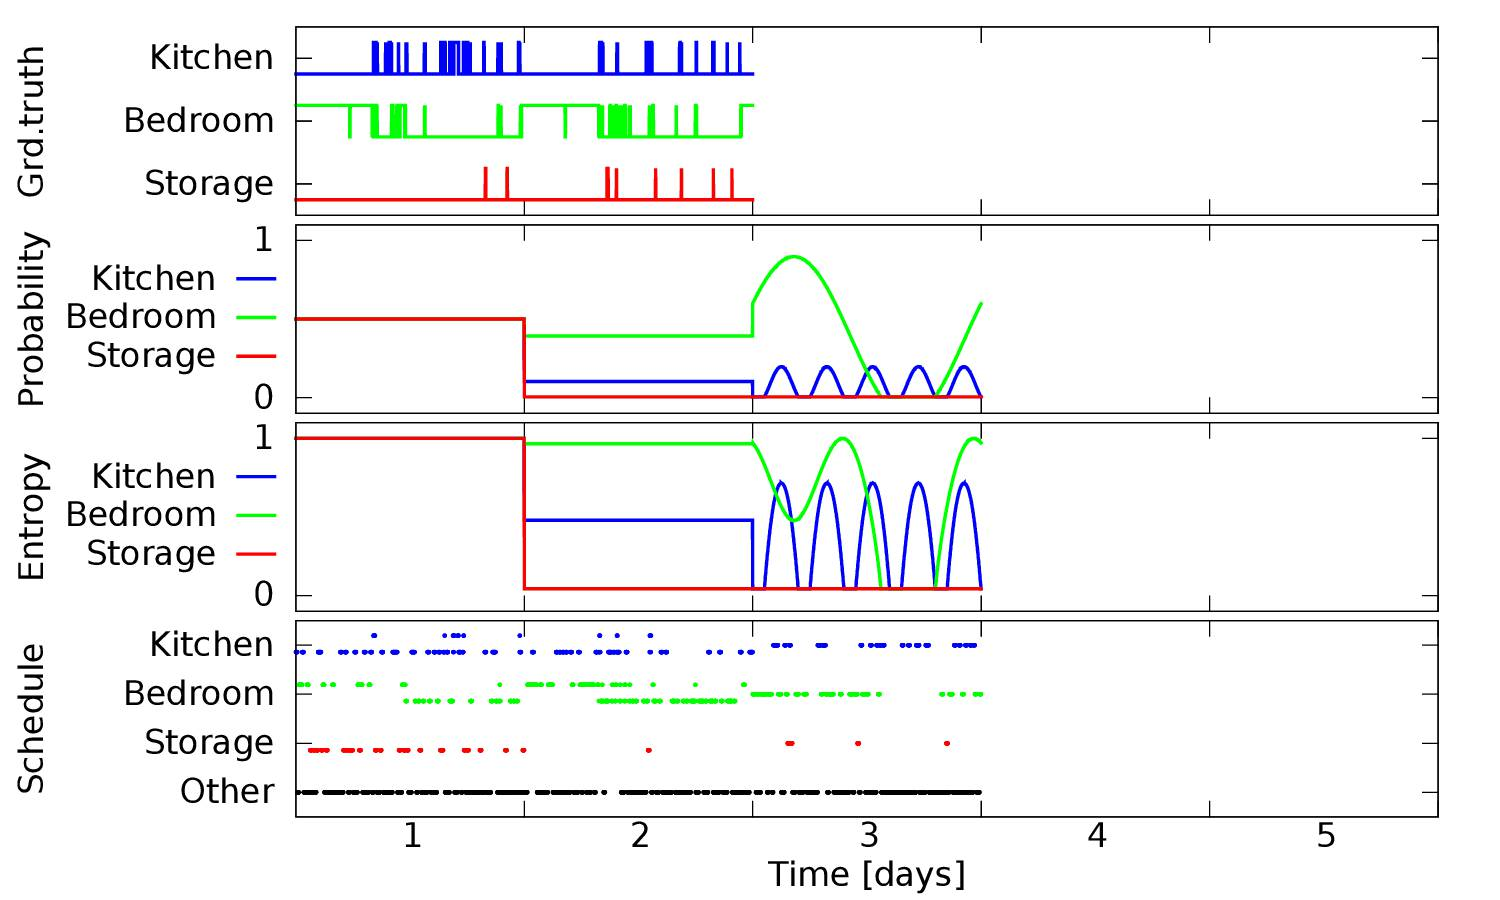 Grd.truth
Kitchen
Bedroom
Storage
Probability
1
Kitchen
Bedroom
Storage
0
Entropy
1
Kitchen
Bedroom
Storage
0
Schedule
Kitchen
Bedroom
Storage
Other
1 2 3 4 5
Time [days]